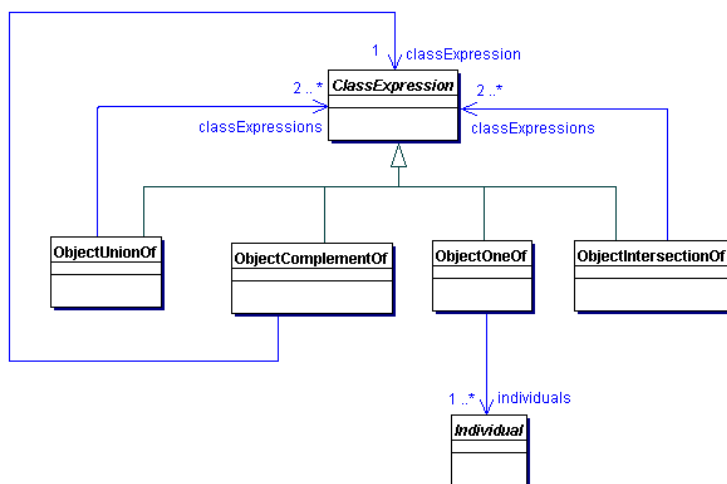 1 classExpression
ClassExpression
2 ..* 2 ..*
classExpressions classExpressions
ObjectUnionOf ObjectComplementOf ObjectOneOf ObjectIntersectionOf
1 ..* individuals
Individual